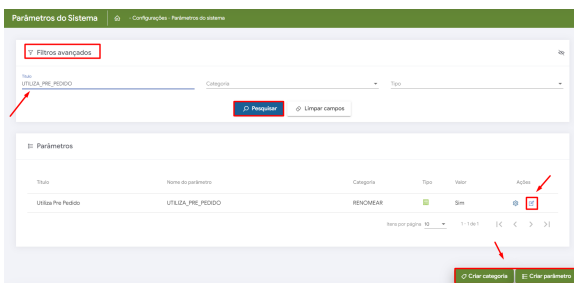 Parâmetros do Sistema
- Configurações - Parâmetros do sistema
Filtros avançados
Título
UTILIZA_PRE_PEDIDO
Categoria
Tipo
Pesquisar
Limpar campos
Parâmetros
Título Nome do parâmetro Categoria Tipo Valor Ações
Utiliza Pre Pedido UTILIZA_PRE_PEDIDO RENOMEAR Sim
Itens por página 10 1 - 1 de 1
Criar categoria Criar parâmetro